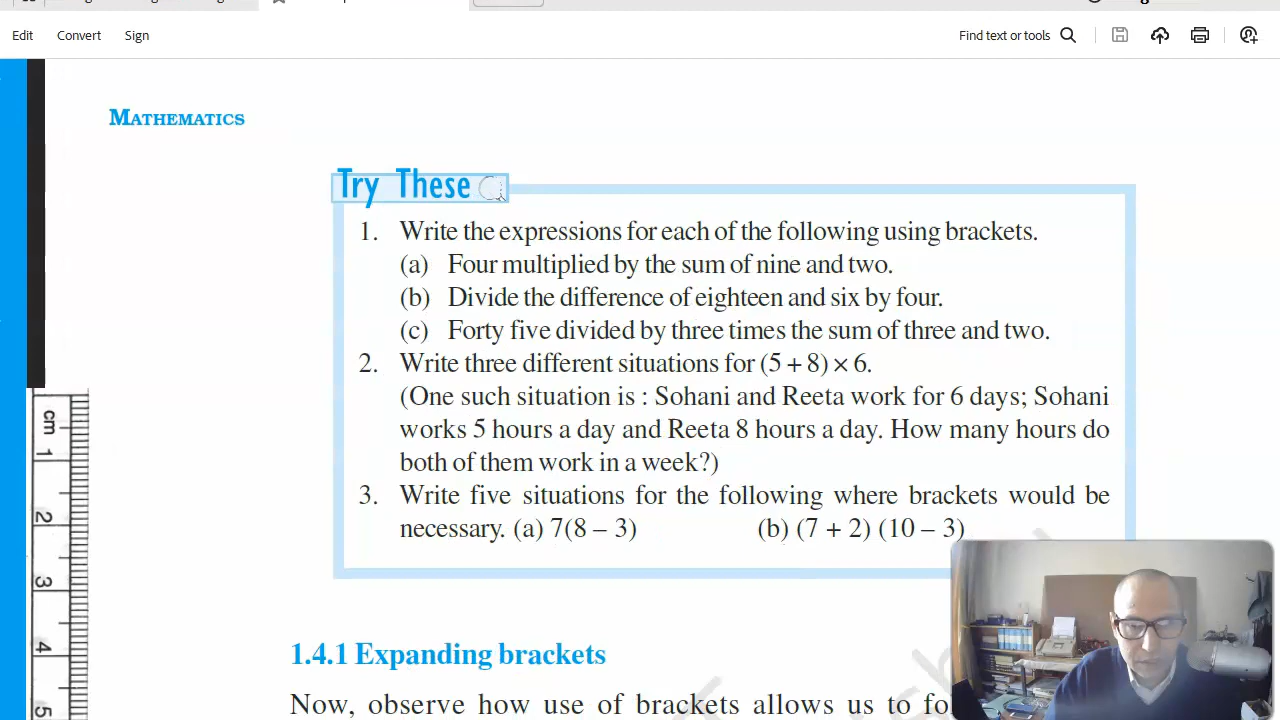 Edit Convert Sign Find text or tools
MATHEMATICS
Try These
1. Write the expressions for each of the following using brackets.
(a) Four multiplied by the sum of nine and two.
(b) Divide the difference of eighteen and six by four.
(c) Forty five divided by three times the sum of three and two.
2. Write three different situations for (5 + 8) × 6.
(One such situation is : Sohani and Reeta work for 6 days; Sohani
works 5 hours a day and Reeta 8 hours a day. How many hours do
both of them work in a week?)
3. Write five situations for the following where brackets would be
necessary. (a) 7(8 – 3) (b) (7 + 2) (10 – 3)
cm
1
2
3
4
5
1.4.1 Expanding brackets
Now, observe how use of brackets allows us to